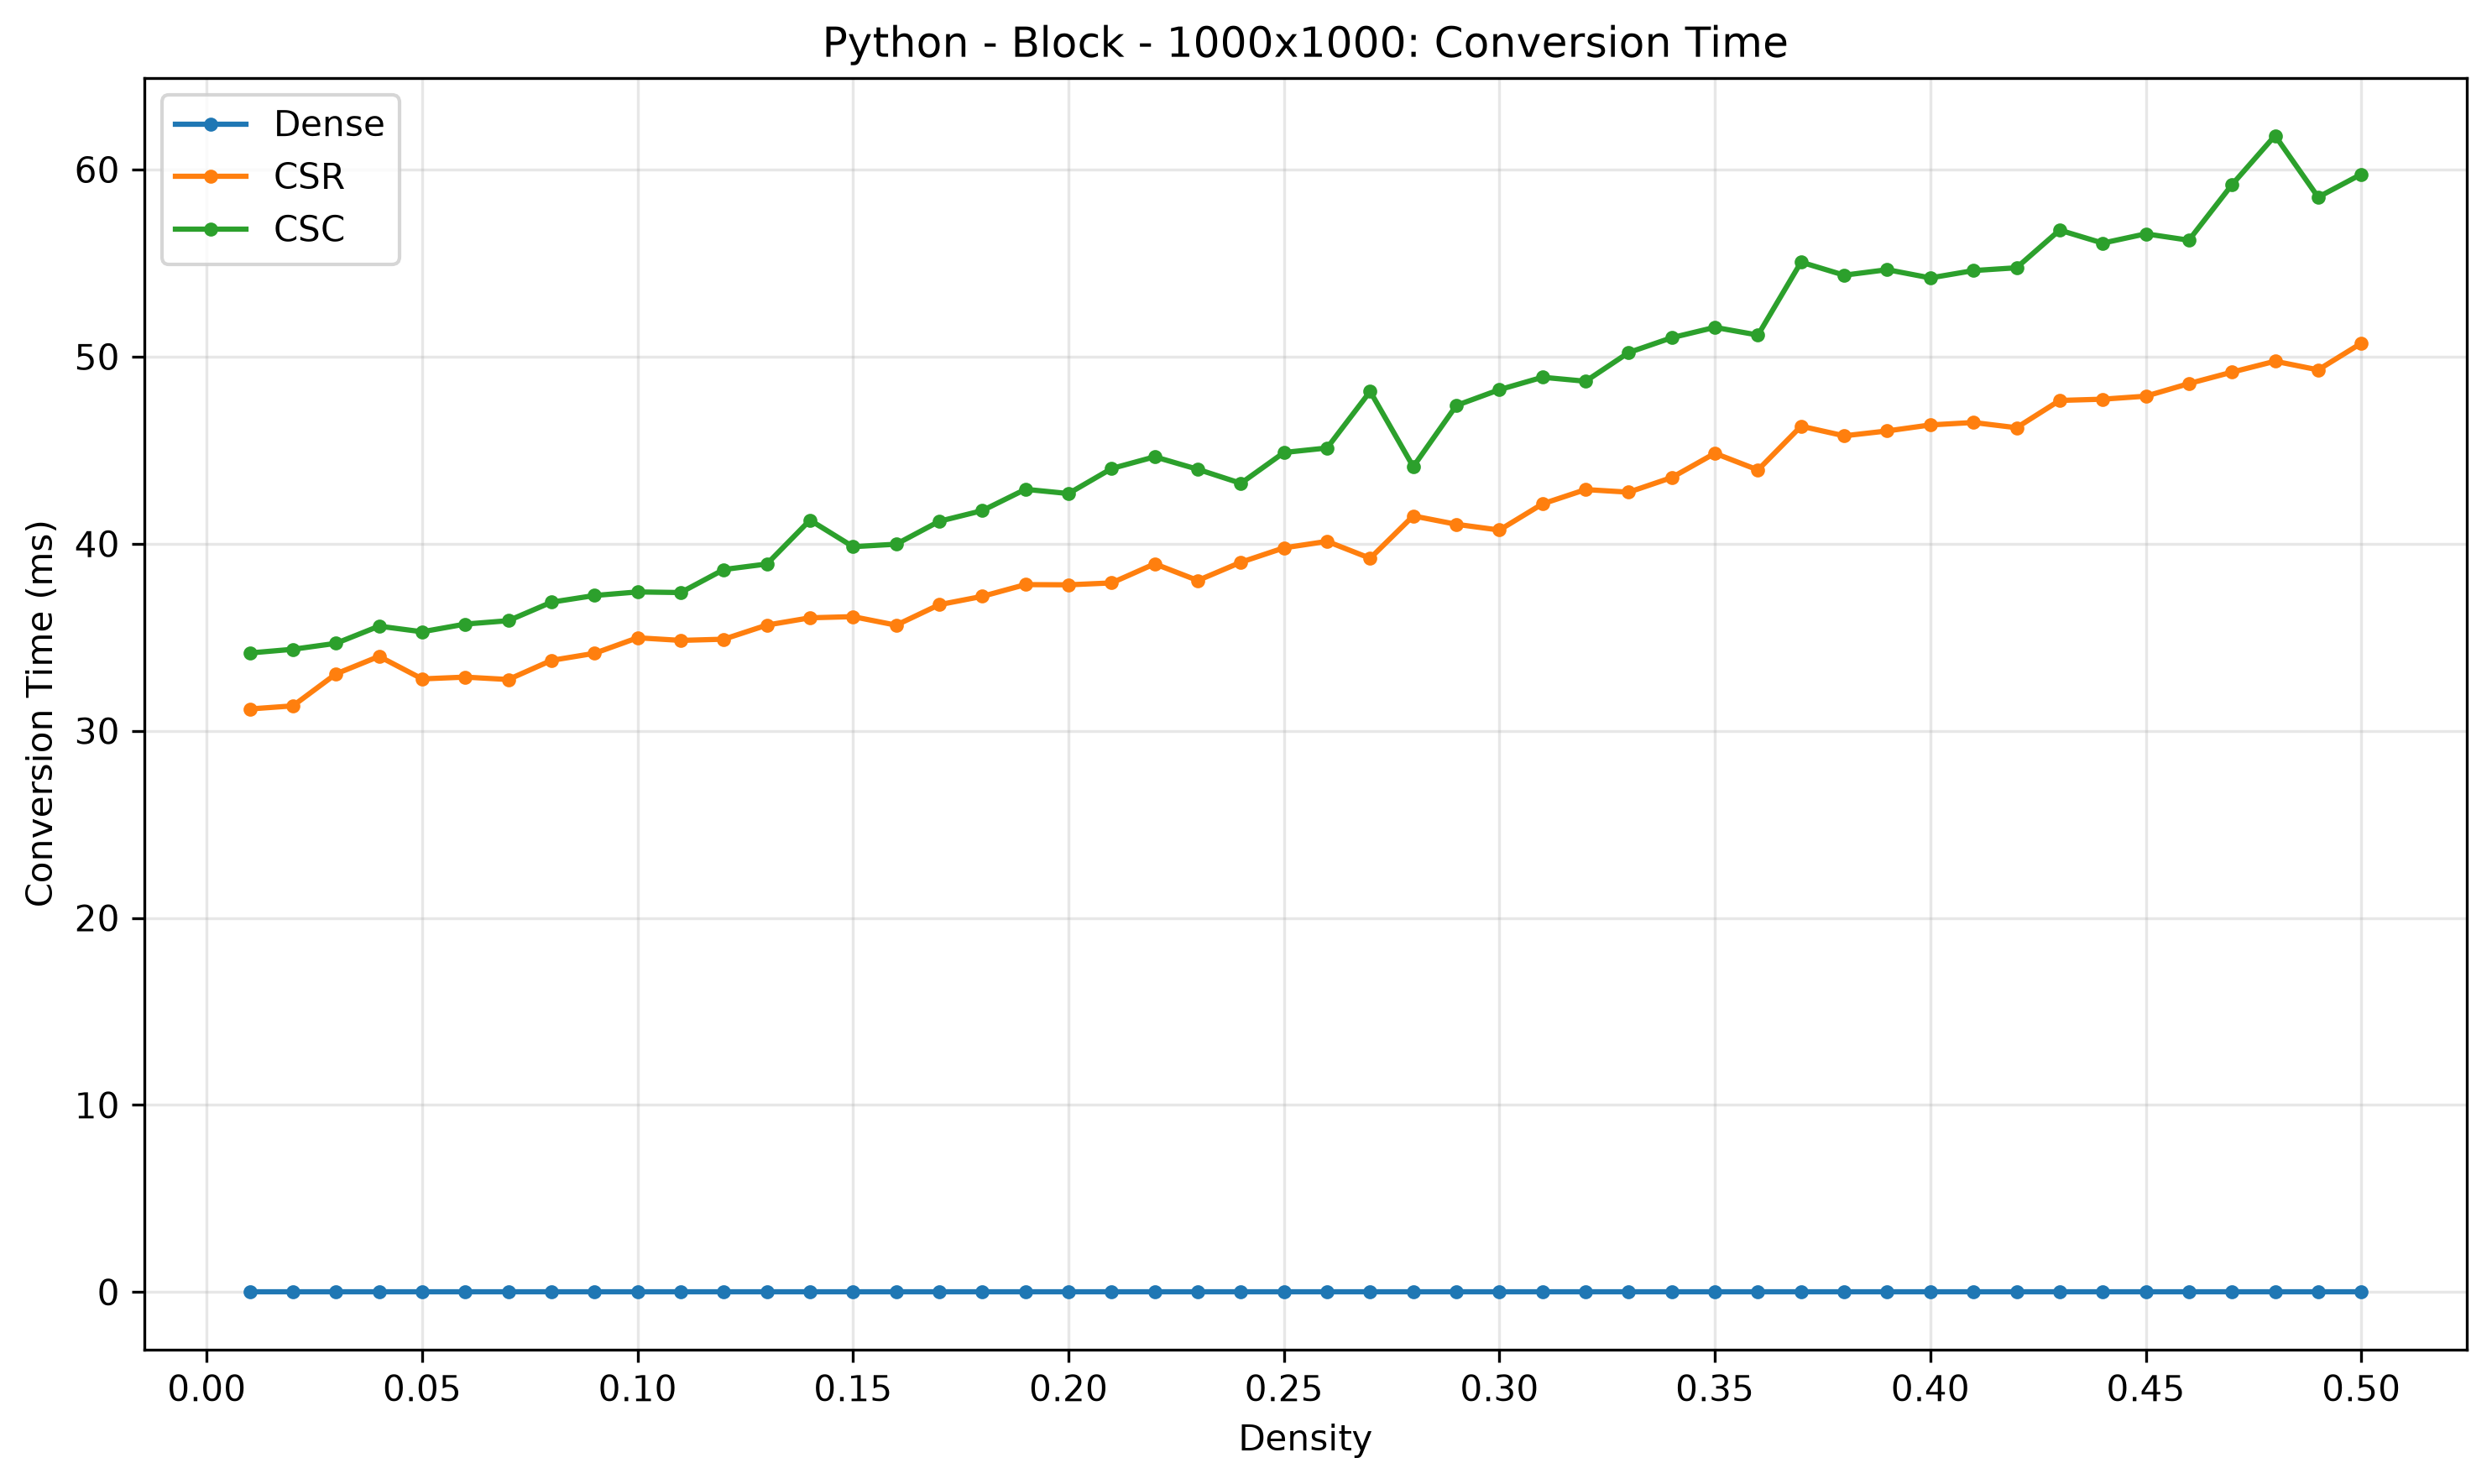 Python - Block - 1000x1000: Conversion Time
Dense
CSR
CSC
Conversion Time (ms)
60
50
40
30
20
10
0
0.00 0.05 0.10 0.15 0.20 0.25 0.30 0.35 0.40 0.45 0.50
Density